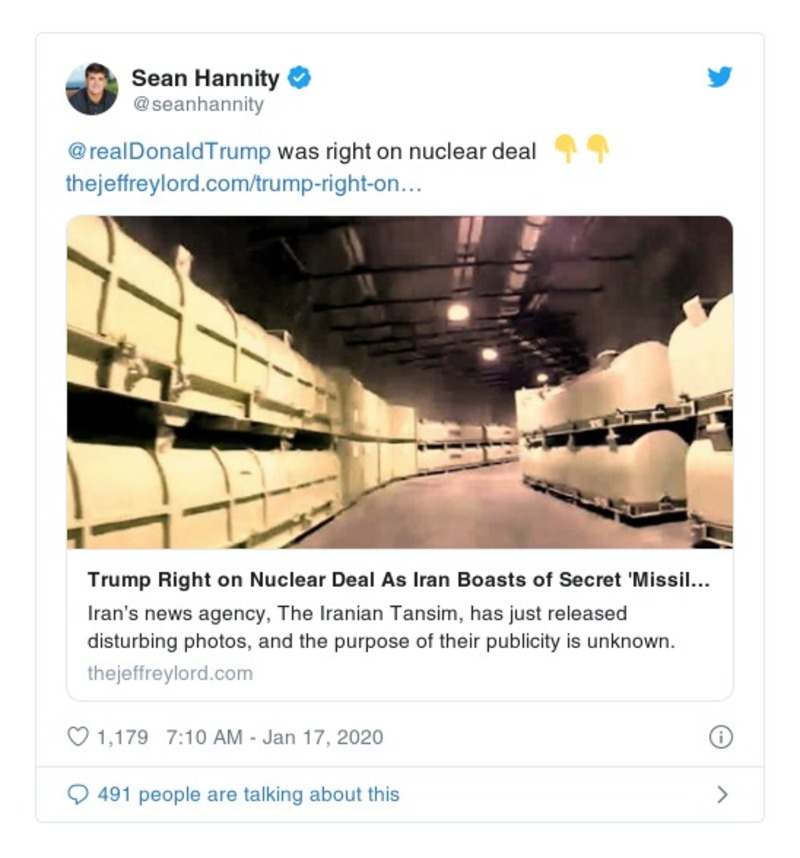 Sean Hannity
@seanhannity
@realDonaldTrump was right on nuclear deal 👇👇
thejeffreylord.com/trump-right-on…
Trump Right on Nuclear Deal As Iran Boasts of Secret 'Missil...
Iran's news agency, The Iranian Tansim, has just released
disturbing photos, and the purpose of their publicity is unknown.
thejeffreylord.com
1,179 7:10 AM - Jan 17, 2020
491 people are talking about this